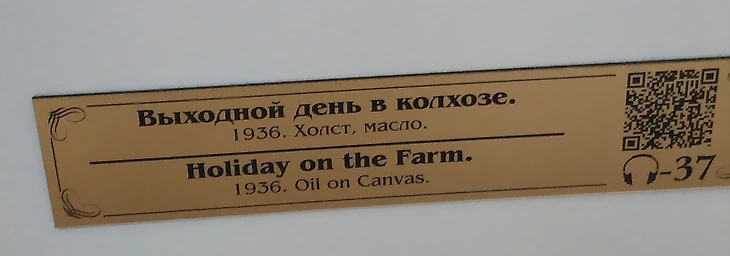 Выходной день в колхозе.
1936. Холст, масло.
Holiday on the Farm.
1936. Oil on Canvas.
-37